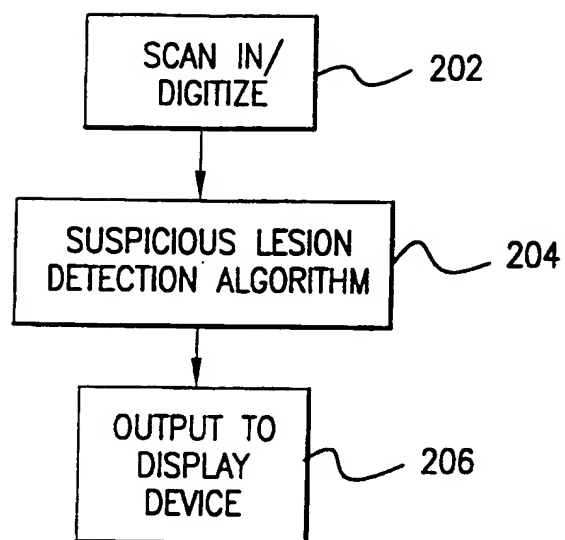 SCAN IN/
DIGITIZE
202
SUSPICIOUS LESION
DETECTION ALGORITHM
204
OUTPUT TO
DISPLAY
DEVICE
206